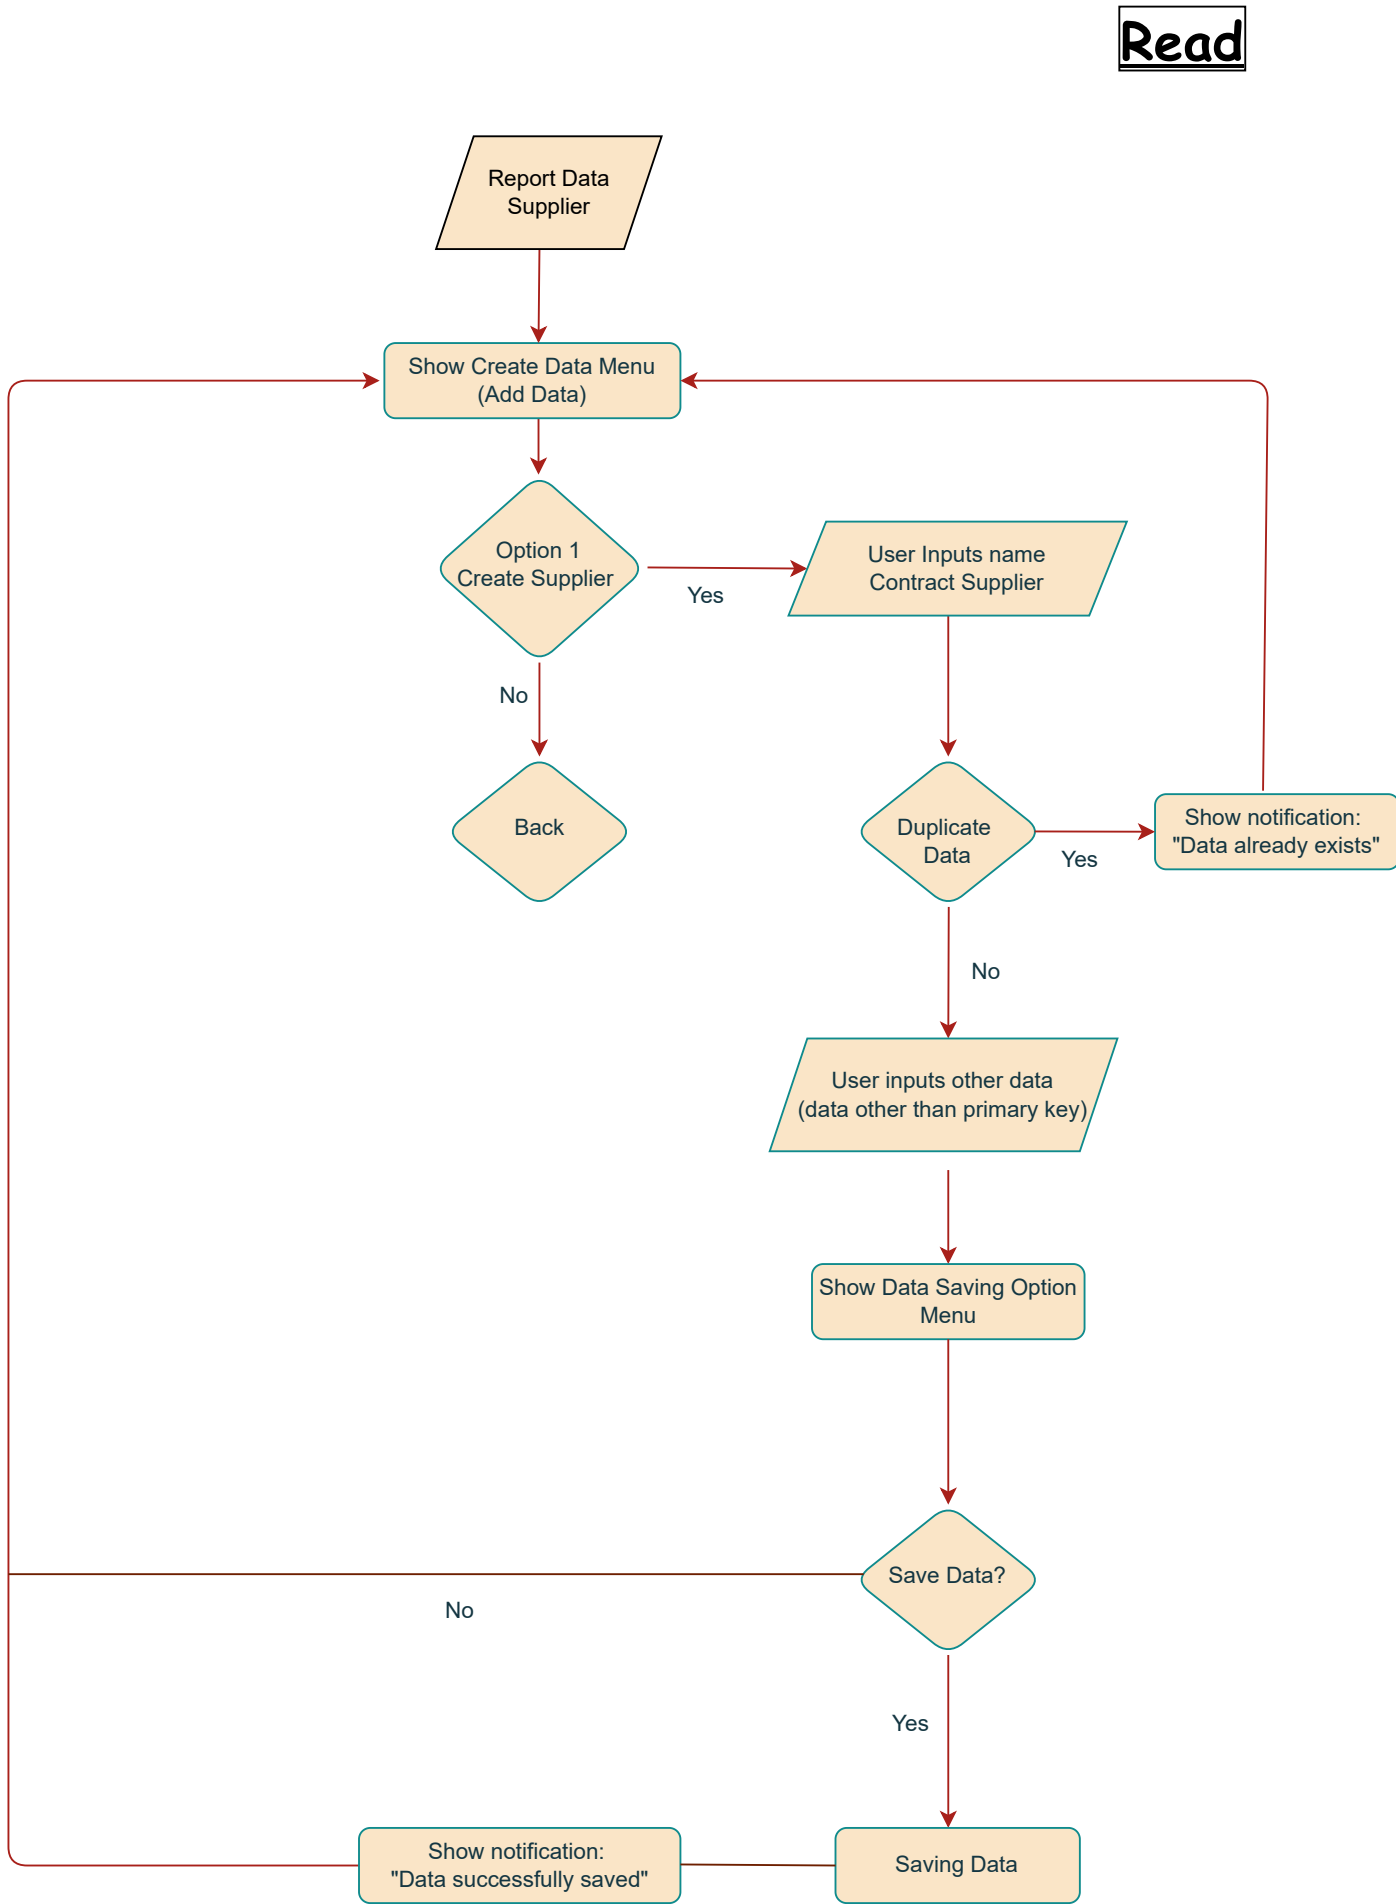 Read
Report Data
Supplier
Show Create Data Menu
(Add Data)
Option 1
Create Supplier
Yes
User Inputs name
Contract Supplier
No
Back
Duplicate
Data
Yes
Show notification:
"Data already exists"
No
User inputs other data
(data other than primary key)
Show Data Saving Option
Menu
Save Data?
No
Yes
Saving Data
Show notification:
"Data successfully saved"